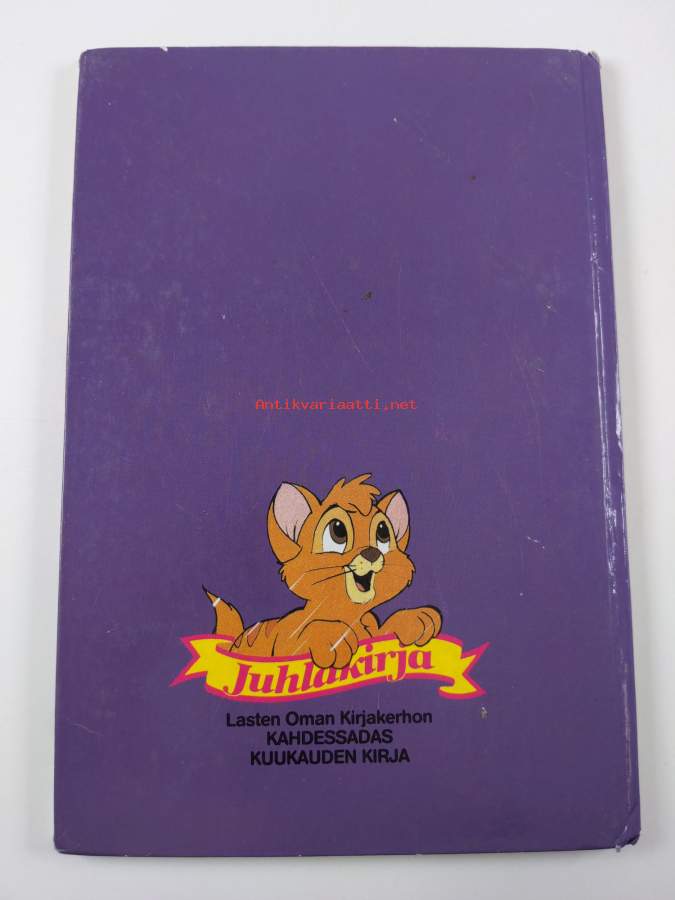 Antikvariaatti.net
Juhlakirja
Lasten Oman Kirjakerhon
KAHDESSADAS
KUUKAUDEN KIRJA